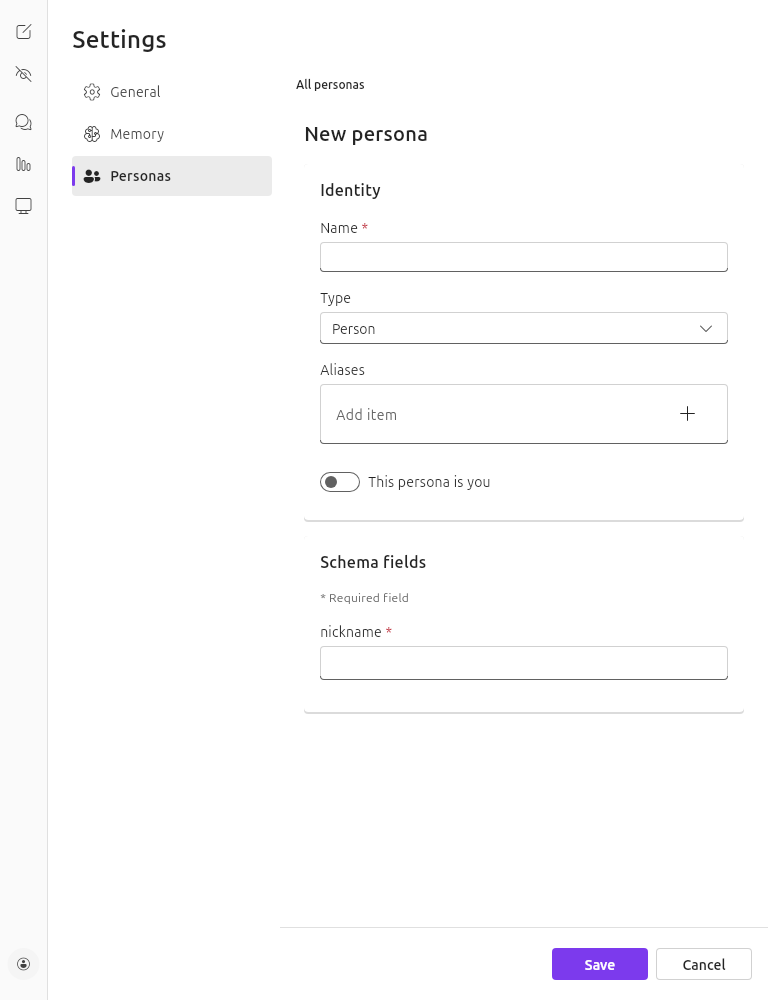 Settings
General
Memory
Personas
All personas
New persona
Identity
Name *
Type
Person
Aliases
Add item
This persona is you
Schema fields
* Required field
nickname *
Save
Cancel